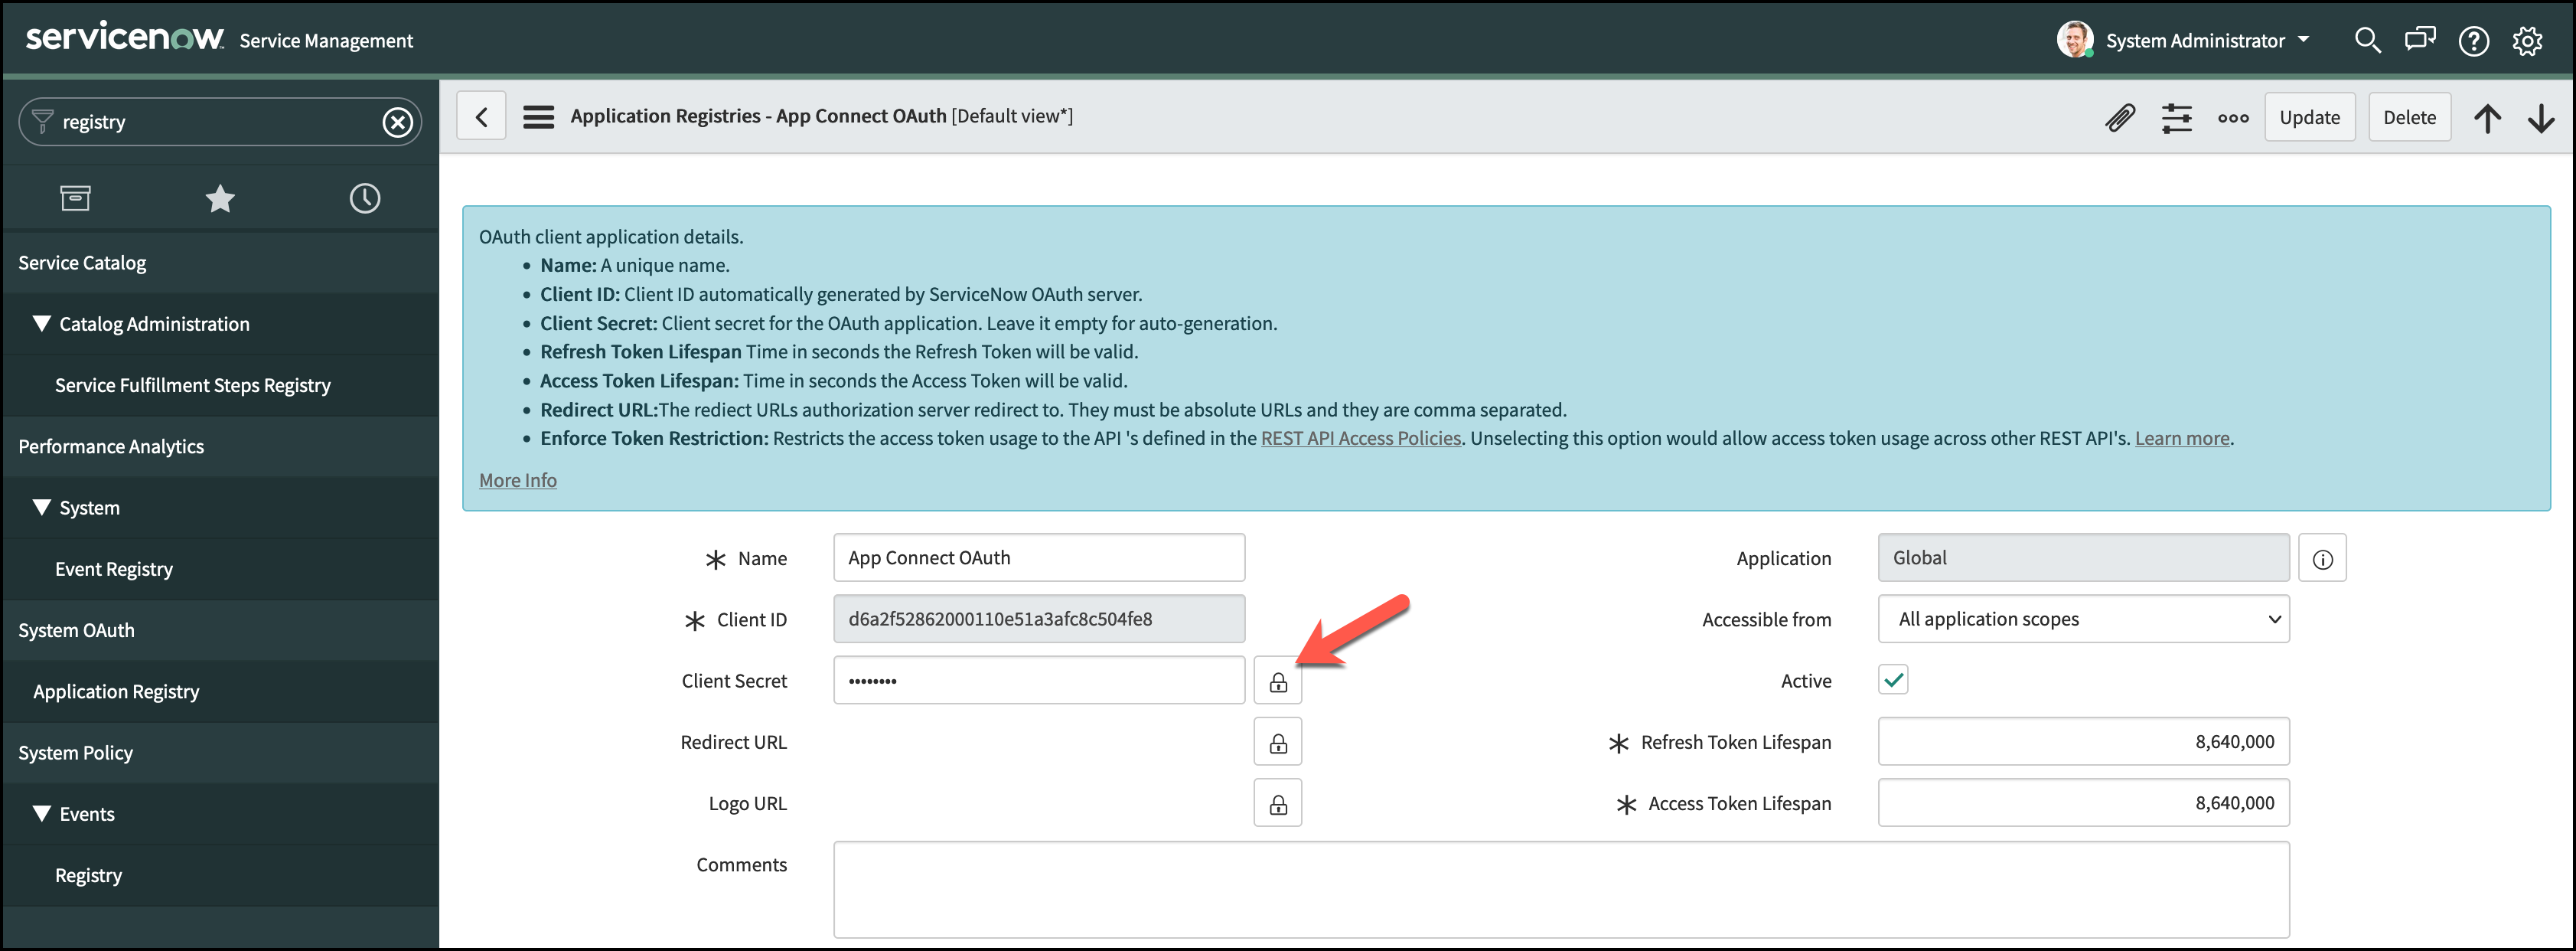 servicenow Service Management
System Administrator
registry
Service Catalog
Catalog Administration
Service Fulfillment Steps Registry
Performance Analytics
System
Event Registry
System OAuth
Application Registry
System Policy
Events
Registry
Application Registries - App Connect OAuth [Default view*]
Update
Delete
OAuth client application details.
• Name: A unique name.
• Client ID: Client ID automatically generated by ServiceNow OAuth server.
• Client Secret: Client secret for the OAuth application. Leave it empty for auto-generation.
• Refresh Token Lifespan Time in seconds the Refresh Token will be valid.
• Access Token Lifespan: Time in seconds the Access Token will be valid.
• Redirect URL:The rediect URLs authorization server redirect to. They must be absolute URLs and they are comma separated.
• Enforce Token Restriction: Restricts the access token usage to the API 's defined in the REST API Access Policies. Unselecting this option would allow access token usage across other REST API's. Learn more.
More Info
Name App Connect OAuth
Client ID d6a2f52862000110e51a3afc8c504fe8
Client Secret ••••••••
Redirect URL
Logo URL
Comments
Application Global
Accessible from All application scopes
Active
Refresh Token Lifespan 8,640,000
Access Token Lifespan 8,640,000